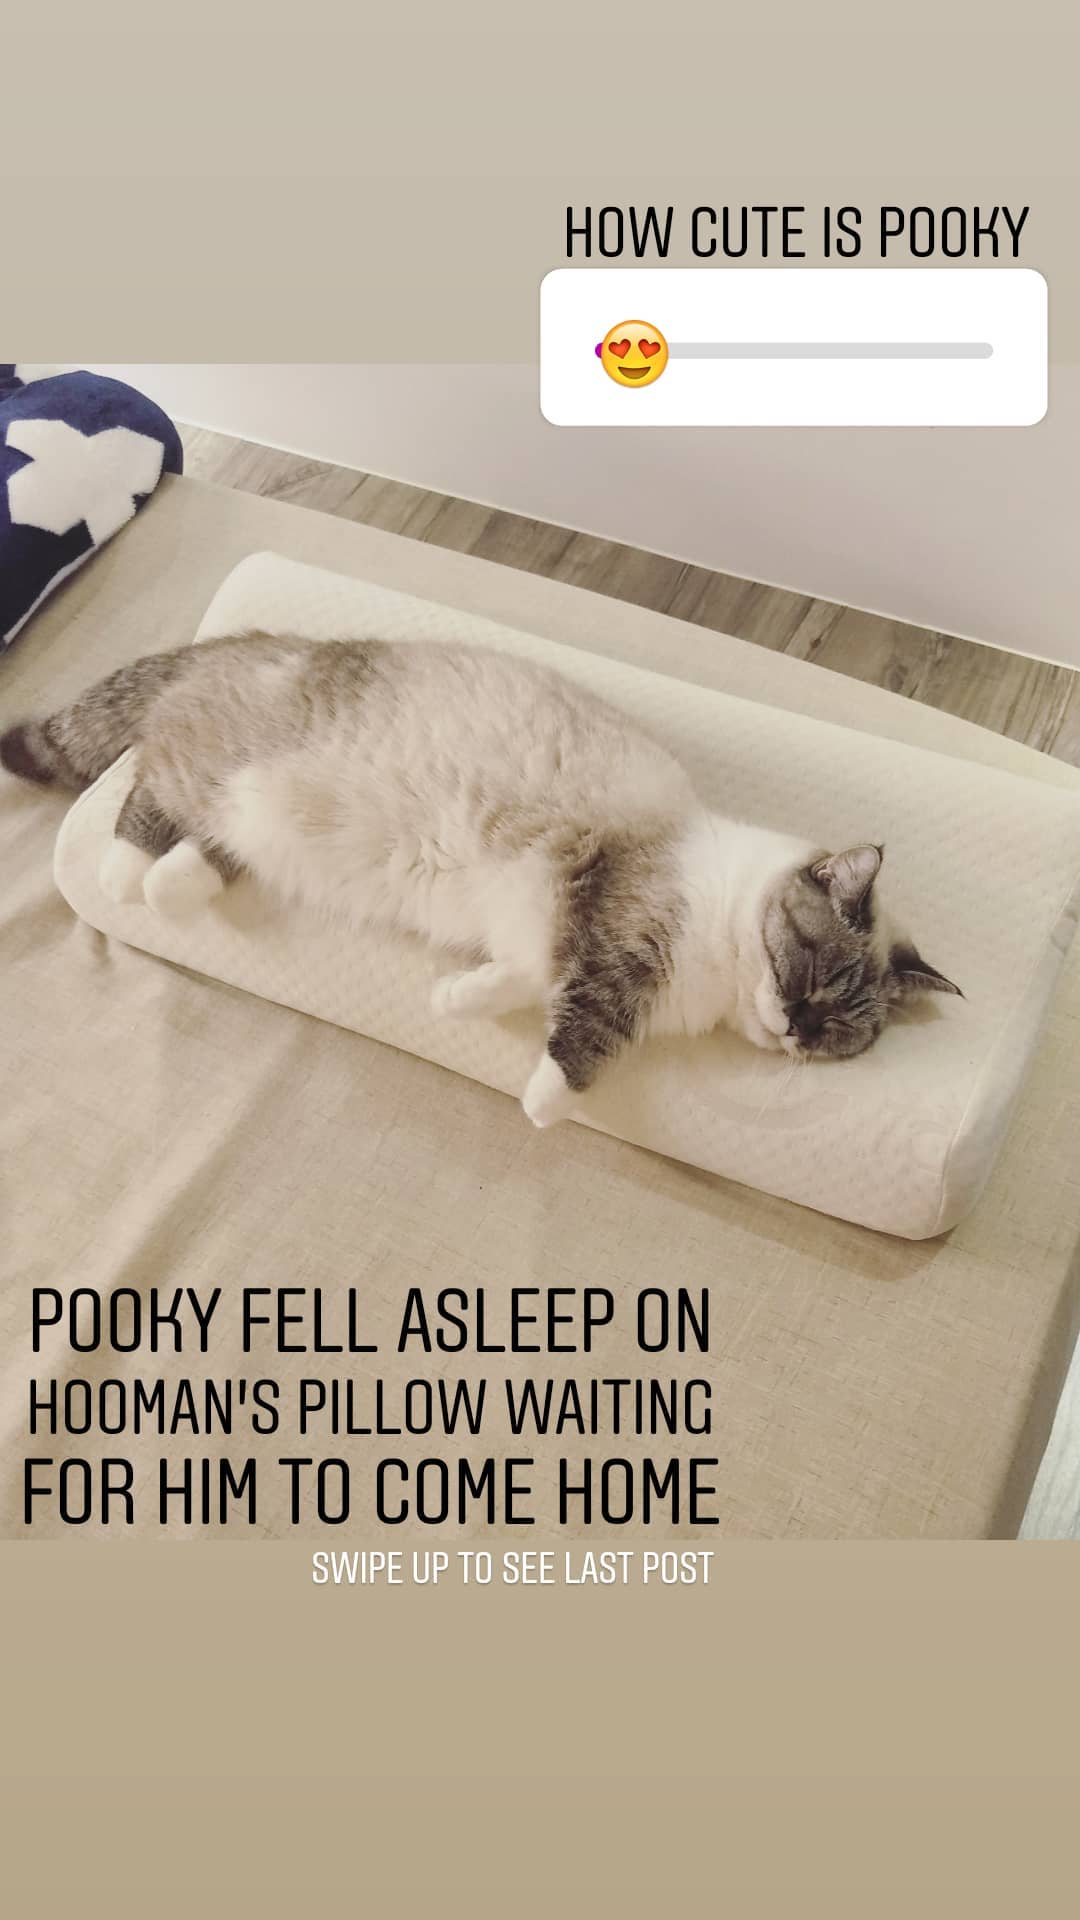 HOW CUTE IS POOKY
POOKY FELL ASLEEP ON
HOOMAN'S PILLOW WAITING
FOR HIM TO COME HOME
SWIPE UP TO SEE LAST POST